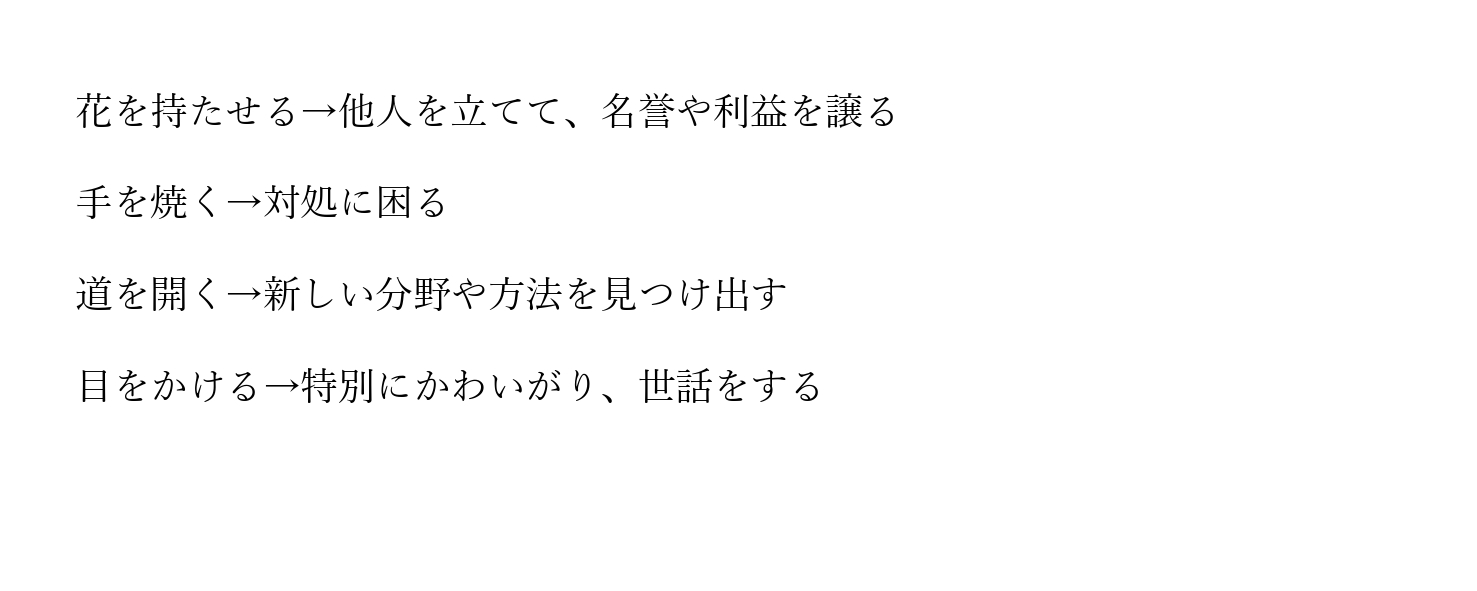 花を持たせる→他人を立てて、名誉や利益を譲る
手を焼く→対処に困る
道を開く→新しい分野や方法を見つけ出す
目をかける→特別にかわいがり、世話をする